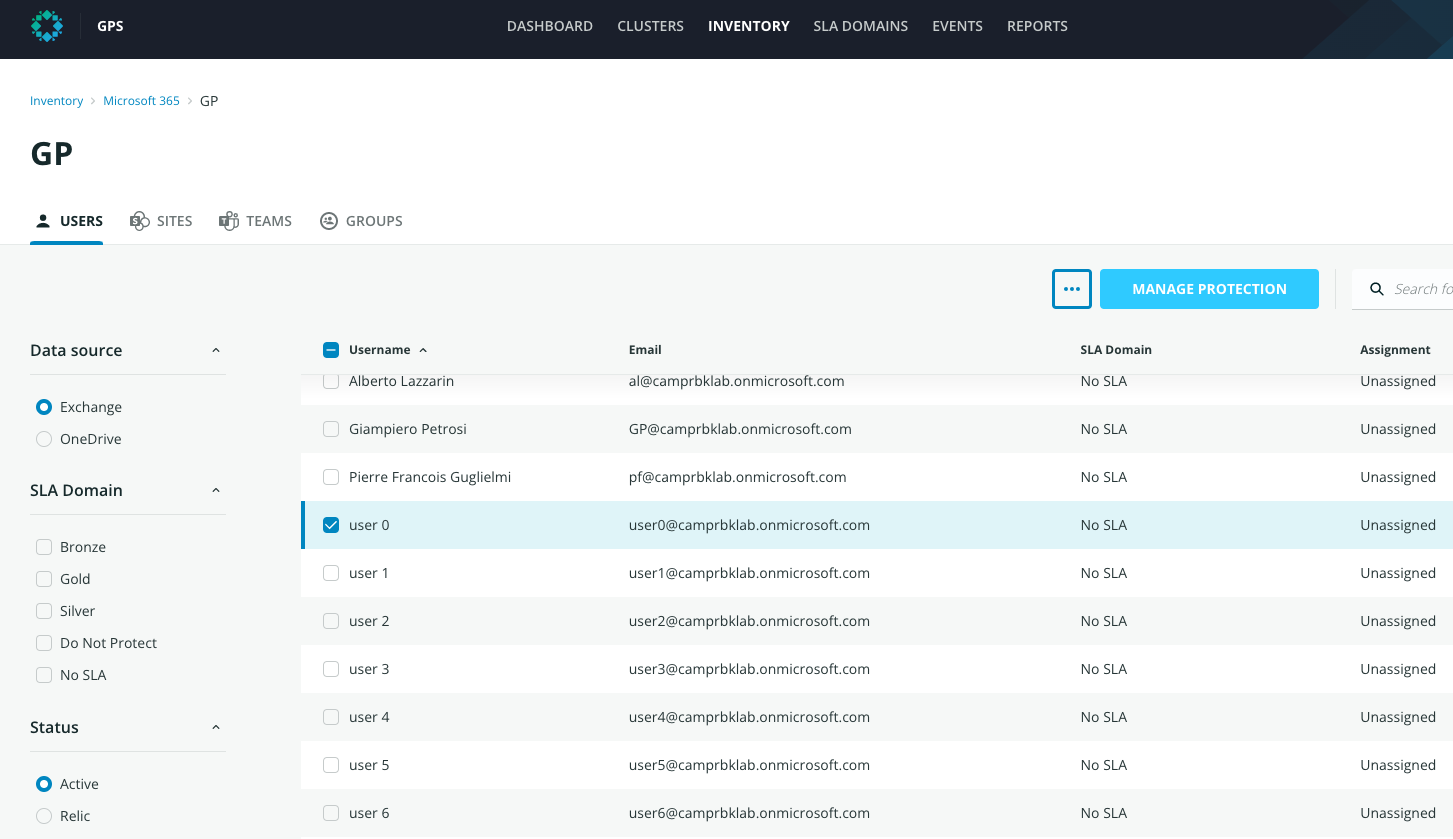 GPS
DASHBOARD CLUSTERS INVENTORY SLA DOMAINS EVENTS REPORTS
Inventory > Microsoft 365 > GP
GP
USERS SITES TEAMS GROUPS
... MANAGE PROTECTION Search fo
Data source
Exchange
OneDrive
SLA Domain
Bronze
Gold
Silver
Do Not Protect
No SLA
Status
Active
Relic
Username Email SLA Domain Assignment
Alberto Lazzarin al@camprbklab.onmicrosoft.com No SLA Unassigned
Giampiero Petrosi GP@camprbklab.onmicrosoft.com No SLA Unassigned
Pierre Francois Guglielmi pf@camprbklab.onmicrosoft.com No SLA Unassigned
user 0 user0@camprbklab.onmicrosoft.com No SLA Unassigned
user 1 user1@camprbklab.onmicrosoft.com No SLA Unassigned
user 2 user2@camprbklab.onmicrosoft.com No SLA Unassigned
user 3 user3@camprbklab.onmicrosoft.com No SLA Unassigned
user 4 user4@camprbklab.onmicrosoft.com No SLA Unassigned
user 5 user5@camprbklab.onmicrosoft.com No SLA Unassigned
user 6 user6@camprbklab.onmicrosoft.com No SLA Unassigned